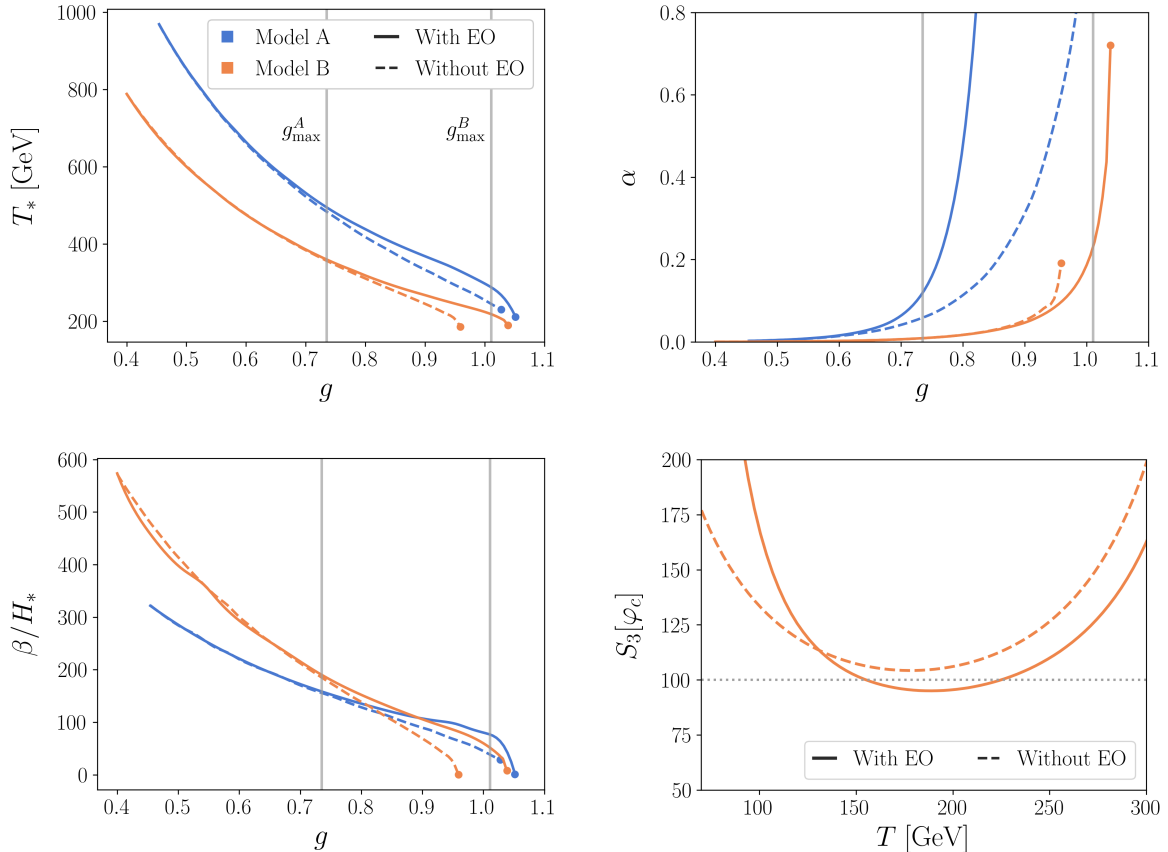 1000
800
600
400
200
T_* [GeV]
Model A
Model B
With EO
Without EO
g^A_max
g^B_max
0.4 0.5 0.6 0.7 0.8 0.9 1.0 1.1
g
0.8
0.6
0.4
0.2
0.0
α
0.4 0.5 0.6 0.7 0.8 0.9 1.0 1.1
g
600
500
400
300
200
100
0
β/H_*
0.4 0.5 0.6 0.7 0.8 0.9 1.0 1.1
g
200
175
150
125
100
75
50
S_3[φ_c]
With EO Without EO
100 150 200 250 300
T [GeV]